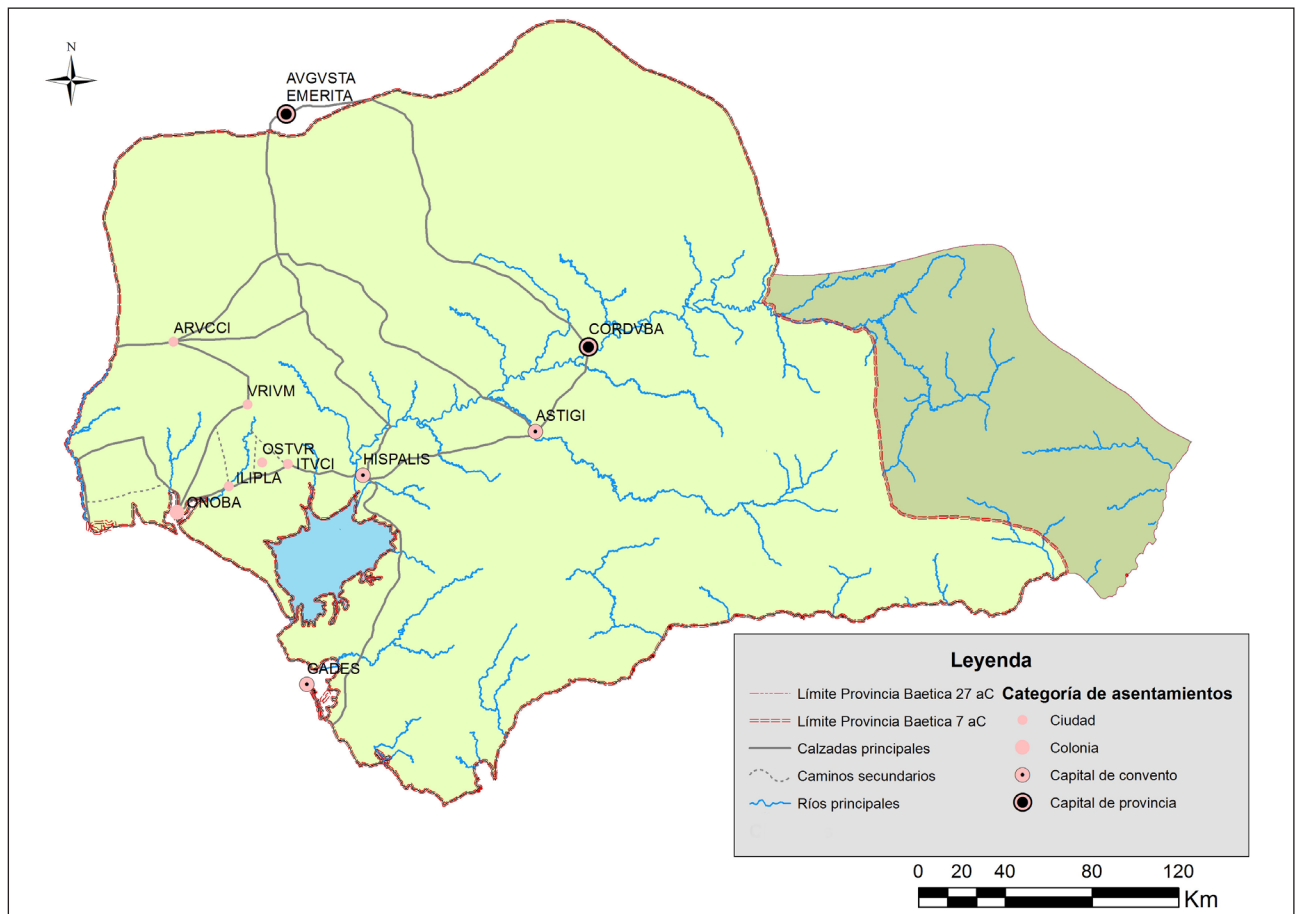 N
AVGVSTA
EMERITA
ARVCCI
CORDVBA
VRIVM
ASTIGI
OSTVR
HISPALIS
ITVCI
ILIPLA
ONOBA
GADES
Leyenda
Límite Provincia Baetica 27 aC
Categoría de asentamientos
Límite Provincia Baetica 7 aC
Ciudad
Calzadas principales
Colonia
Caminos secundarios
Capital de convento
Ríos principales
Capital de provincia
0 20 40 80 120
Km